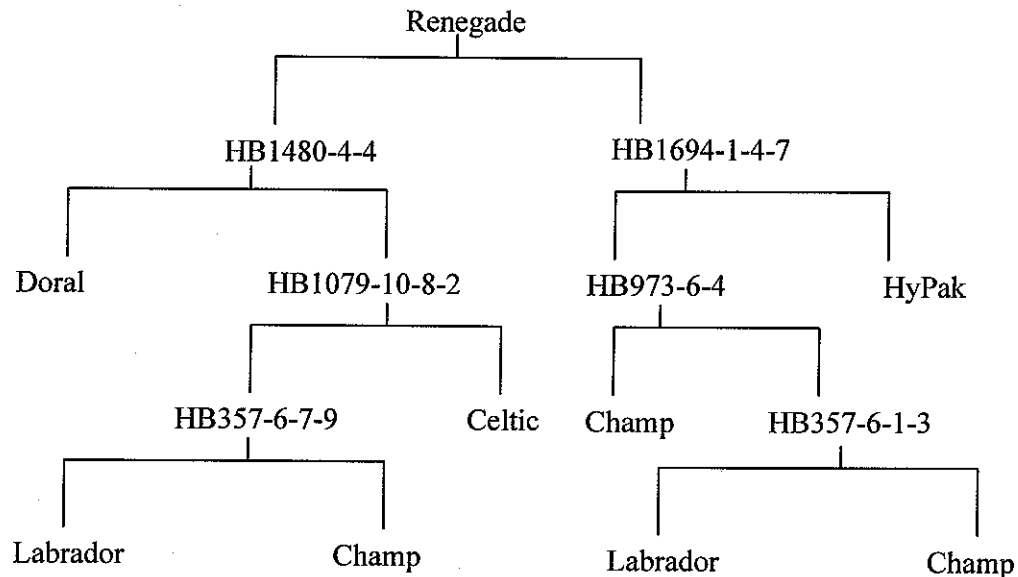 Renegade
HB1480-4-4 HB1694-1-4-7
Doral HB1079-10-8-2 HB973-6-4 HyPak
HB357-6-7-9 Celtic Champ HB357-6-1-3
Labrador Champ Labrador Champ